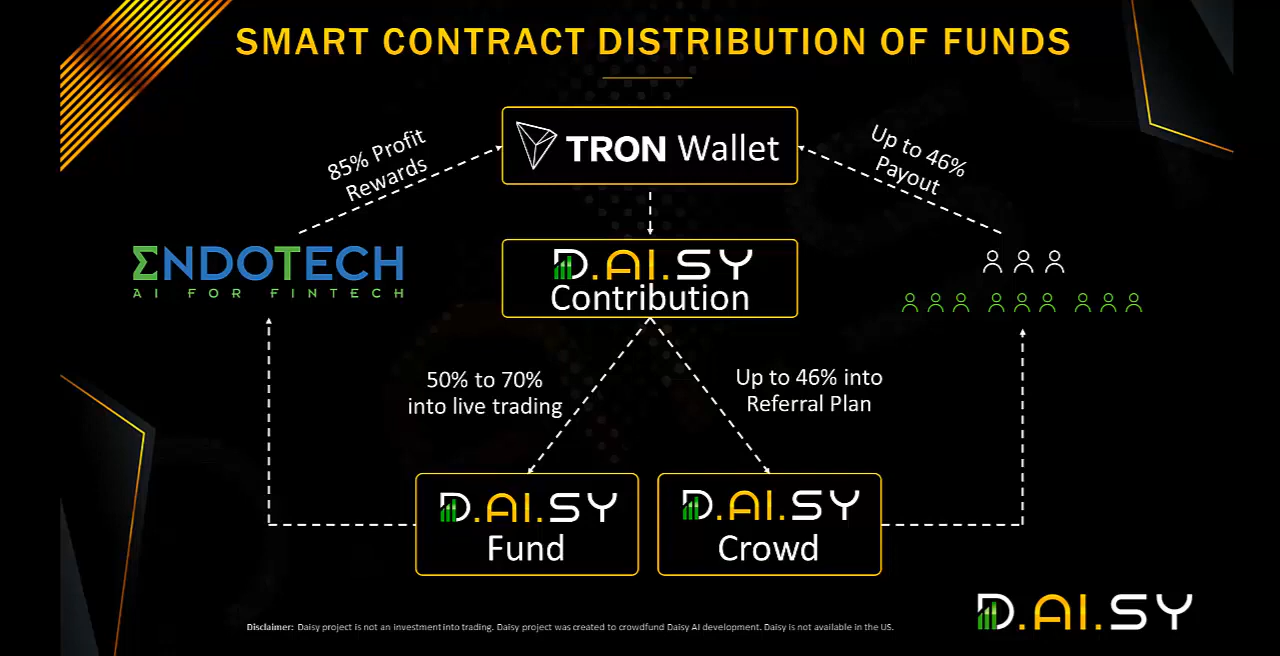 SMART CONTRACT DISTRIBUTION OF FUNDS
85% Profit
Rewards
TRON Wallet
Up to 46%
Payout
ΣNDOTECH
AI FOR FINTECH
D.AI.SY
Contribution
50% to 70%
into live trading
Up to 46% into
Referral Plan
D.AI.SY
Fund
D.AI.SY
Crowd
D.AI.SY
Disclaimer: Daisy project is not an investment into trading. Daisy project was created to crowdfund Daisy AI development. Daisy is not available in the US.